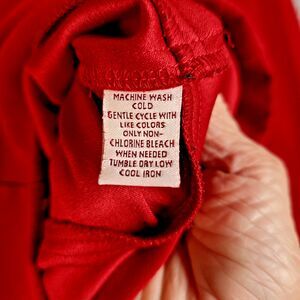 MACHINE WASH
COLD
GENTLE CYCLE WITH
LIKE COLORS
ONLY NON-
CHLORINE BLEACH
WHEN NEEDED
TUMBLE DRY LOW
COOL IRON